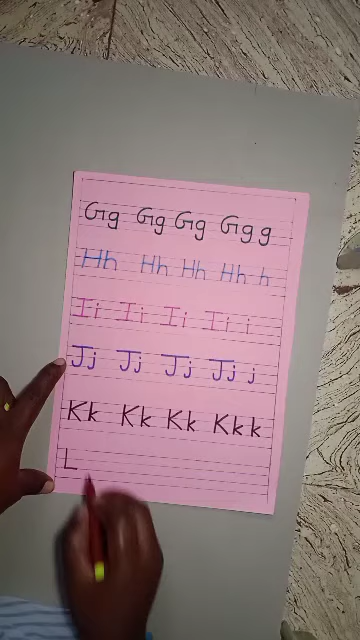 Gg Gg Gg Gg g
Hh Hh Hh Hh h
Ii Ii Ii Ii i
Jj Jj Jj Jj j
Kk Kk Kk Kk k
L